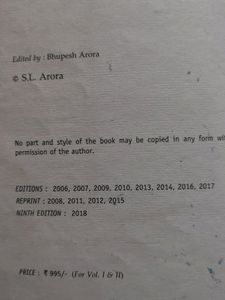 Edited by : Bhupesh Arora
© S.L. Arora
No part and style of the book may be copied in any form
permission of the author.
EDITIONS : 2006, 2007, 2009, 2010, 2013, 2014, 2016, 2017
REPRINT : 2008, 2011, 2012, 2015
NINTH EDITION : 2018
PRICE : ₹ 995/- (For Vol. I & II)